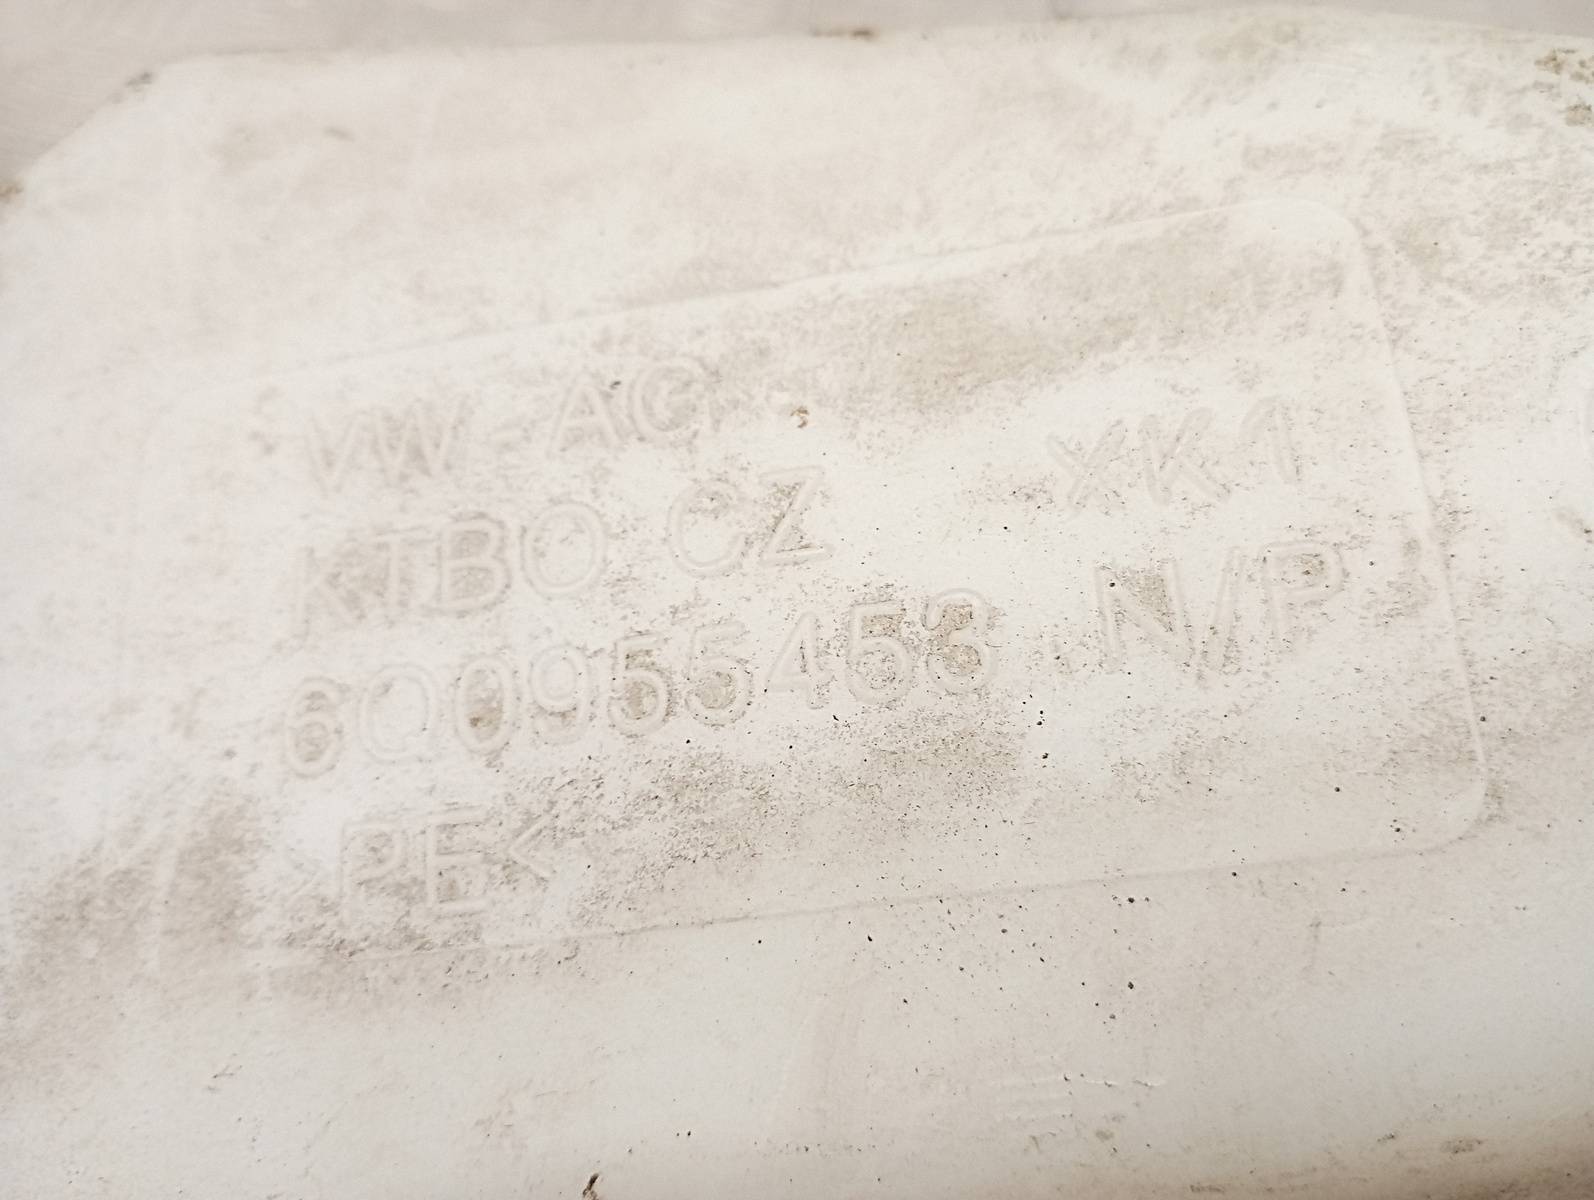 VW-AG
KTBO CZ XK1
6Q0955453 N/P
>PE<